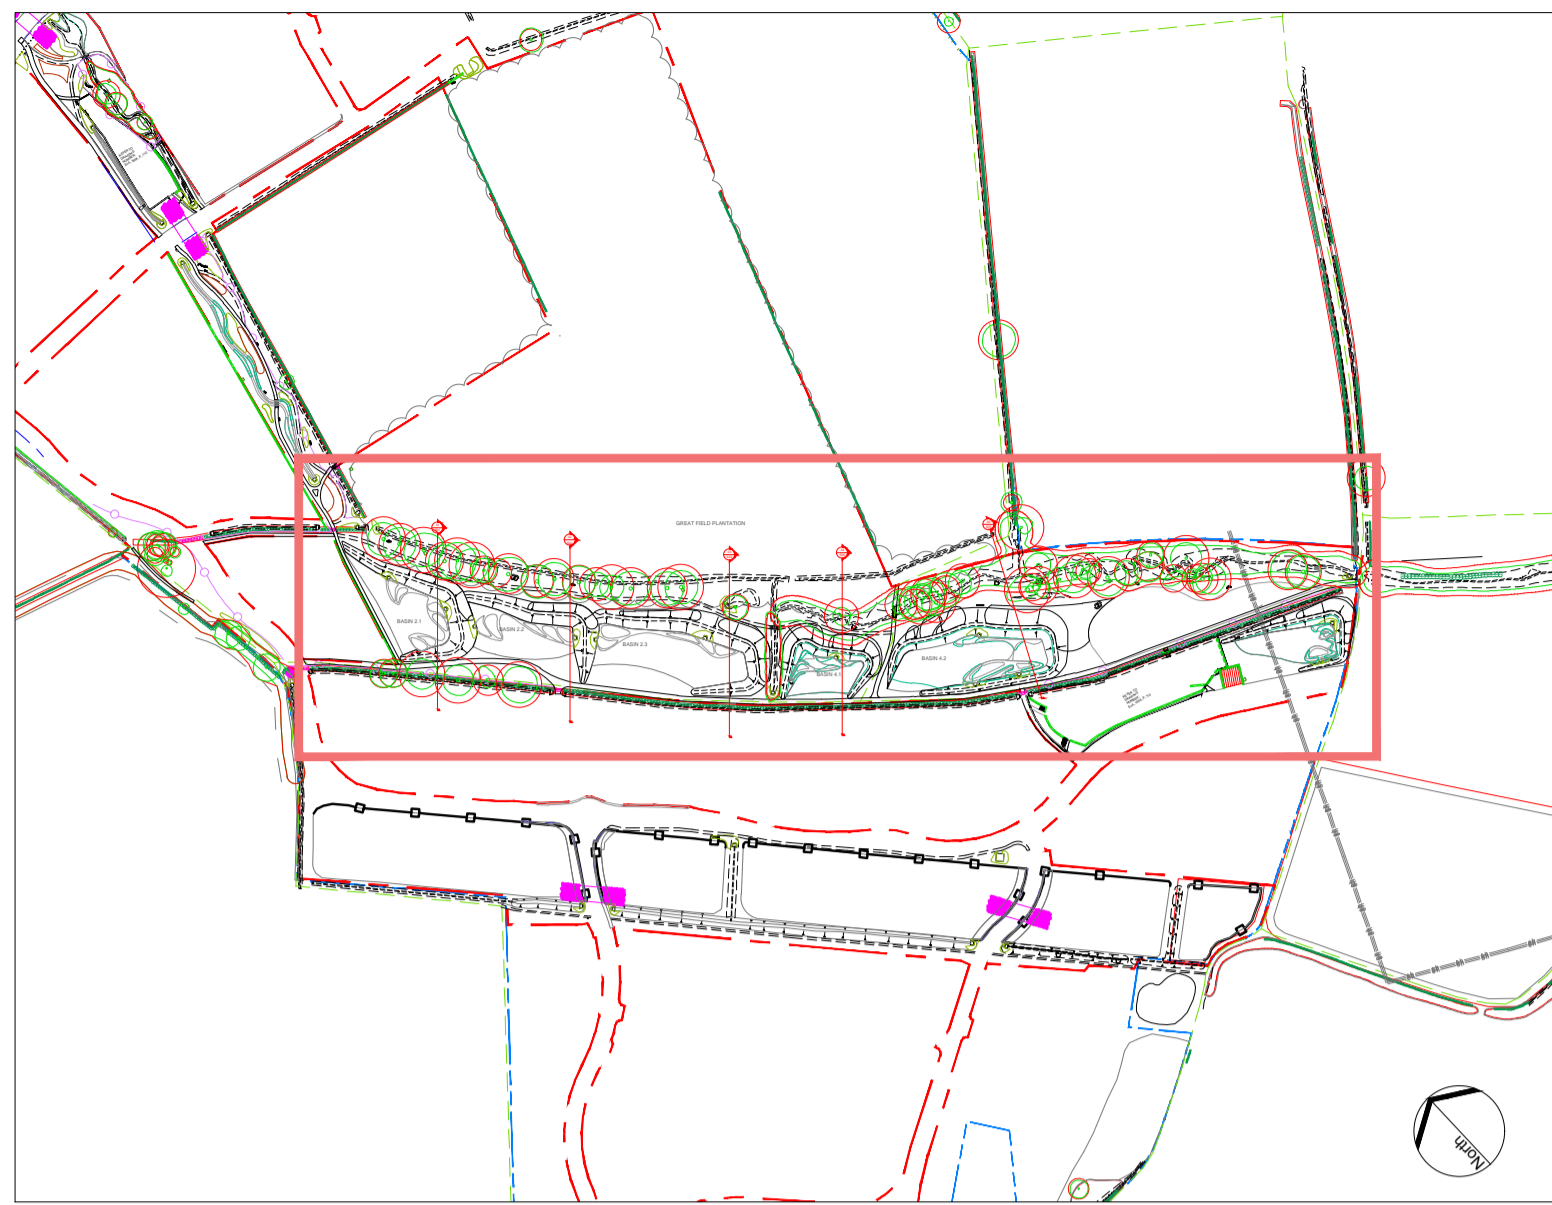 GREAT FIELD PLANTATION
BASIN 2.1
BASIN 2.2
BASIN 2.3
BASIN 4.1
BASIN 4.2
North